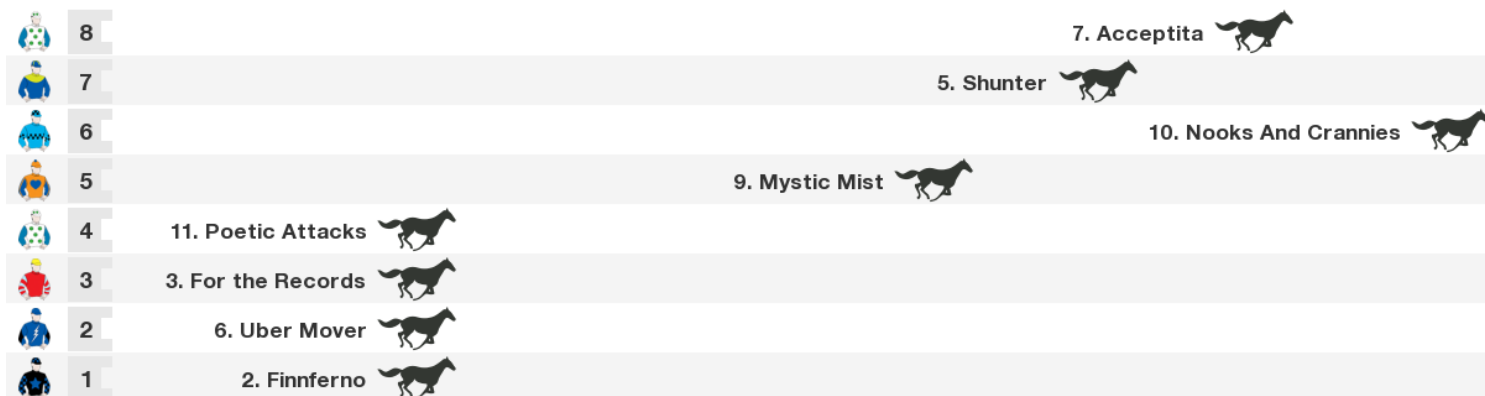 8 7. Acceptita
7 5. Shunter
6 10. Nooks And Crannies
5 9. Mystic Mist
4 11. Poetic Attacks
3 3. For the Records
2 6. Uber Mover
1 2. Finnferno